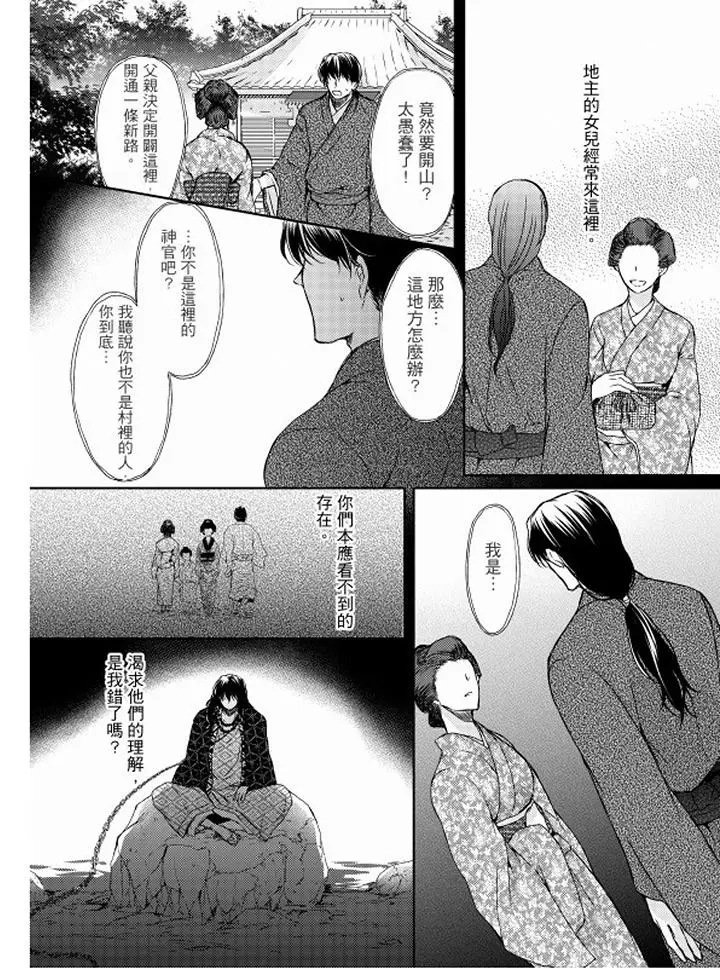 地主的女兒經常來這裡。
竟然要開山？
太愚蠢了！
父親決定開闢這裡，
開通一條新路。
那麼…
這地方怎麼辦？
…你不是這裡的
神官吧？
我聽說你也不是村裡的人，
你到底…
我是…
你們本應看不到的
存在。
渴求他們的理解，
是我錯了嗎？